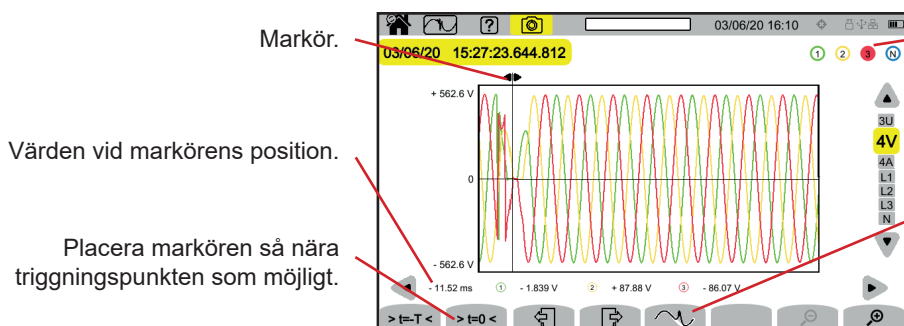 Markör.
Värden vid markörens position.
Placera markören så nära
triggningspunkten som möjligt.
?
03/06/20 16:10
03/06/20 15:27:23.644.812
1 2 3 N
+ 562.6 V
0
- 562.6 V
3U
4V
4A
L1
L2
L3
N
- 11.52 ms 1 - 1.839 V 2 + 87.88 V 3 - 86.07 V
> t=-T < > t=0 <